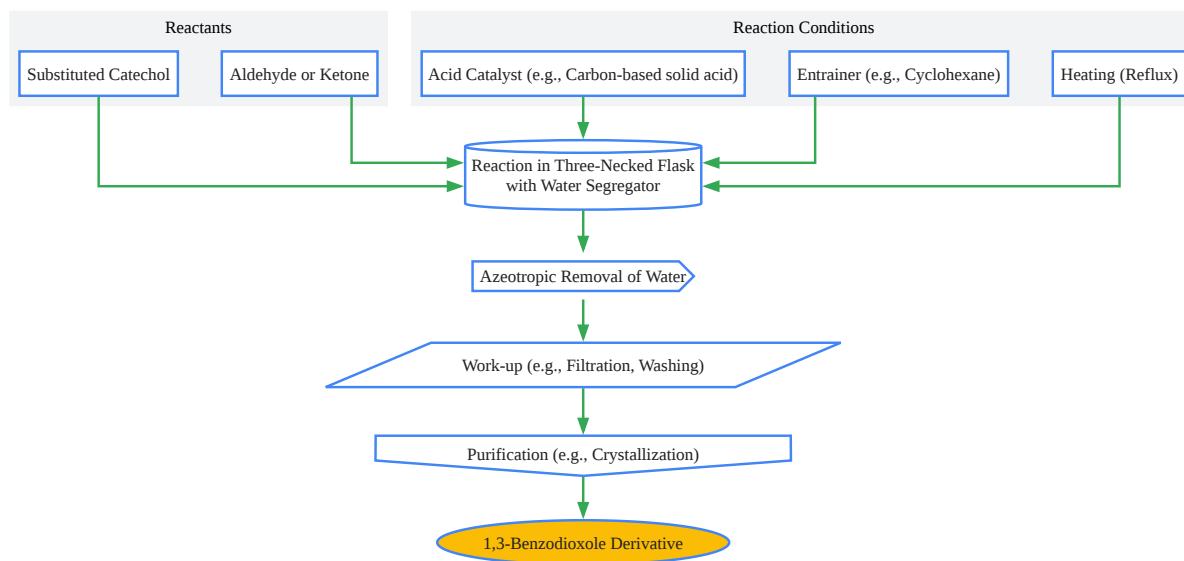 Reactants
Reaction Conditions
Substituted Catechol
Aldehyde or Ketone
Acid Catalyst (e.g., Carbon-based solid acid)
Entrainer (e.g., Cyclohexane)
Heating (Reflux)
Reaction in Three-Necked Flask
with Water Segregator
Azeotropic Removal of Water
Work-up (e.g., Filtration, Washing)
Purification (e.g., Crystallization)
1,3-Benzodioxole Derivative